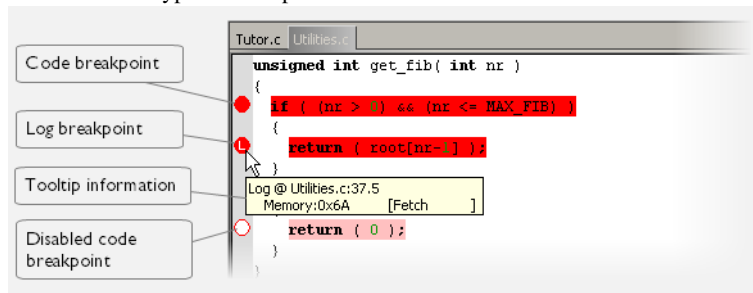 Tutor.c Utilities.c
Code breakpoint
unsigned int get_fib( int nr )
{
if ( (nr > 0) && (nr <= MAX_FIB) )
Log breakpoint
{
L
return ( root[nr-1] );
}
Tooltip information
Log @ Utilities.c:37.5
Memory:0x6A [Fetch ]
Disabled code
breakpoint
return ( 0 );
}
}